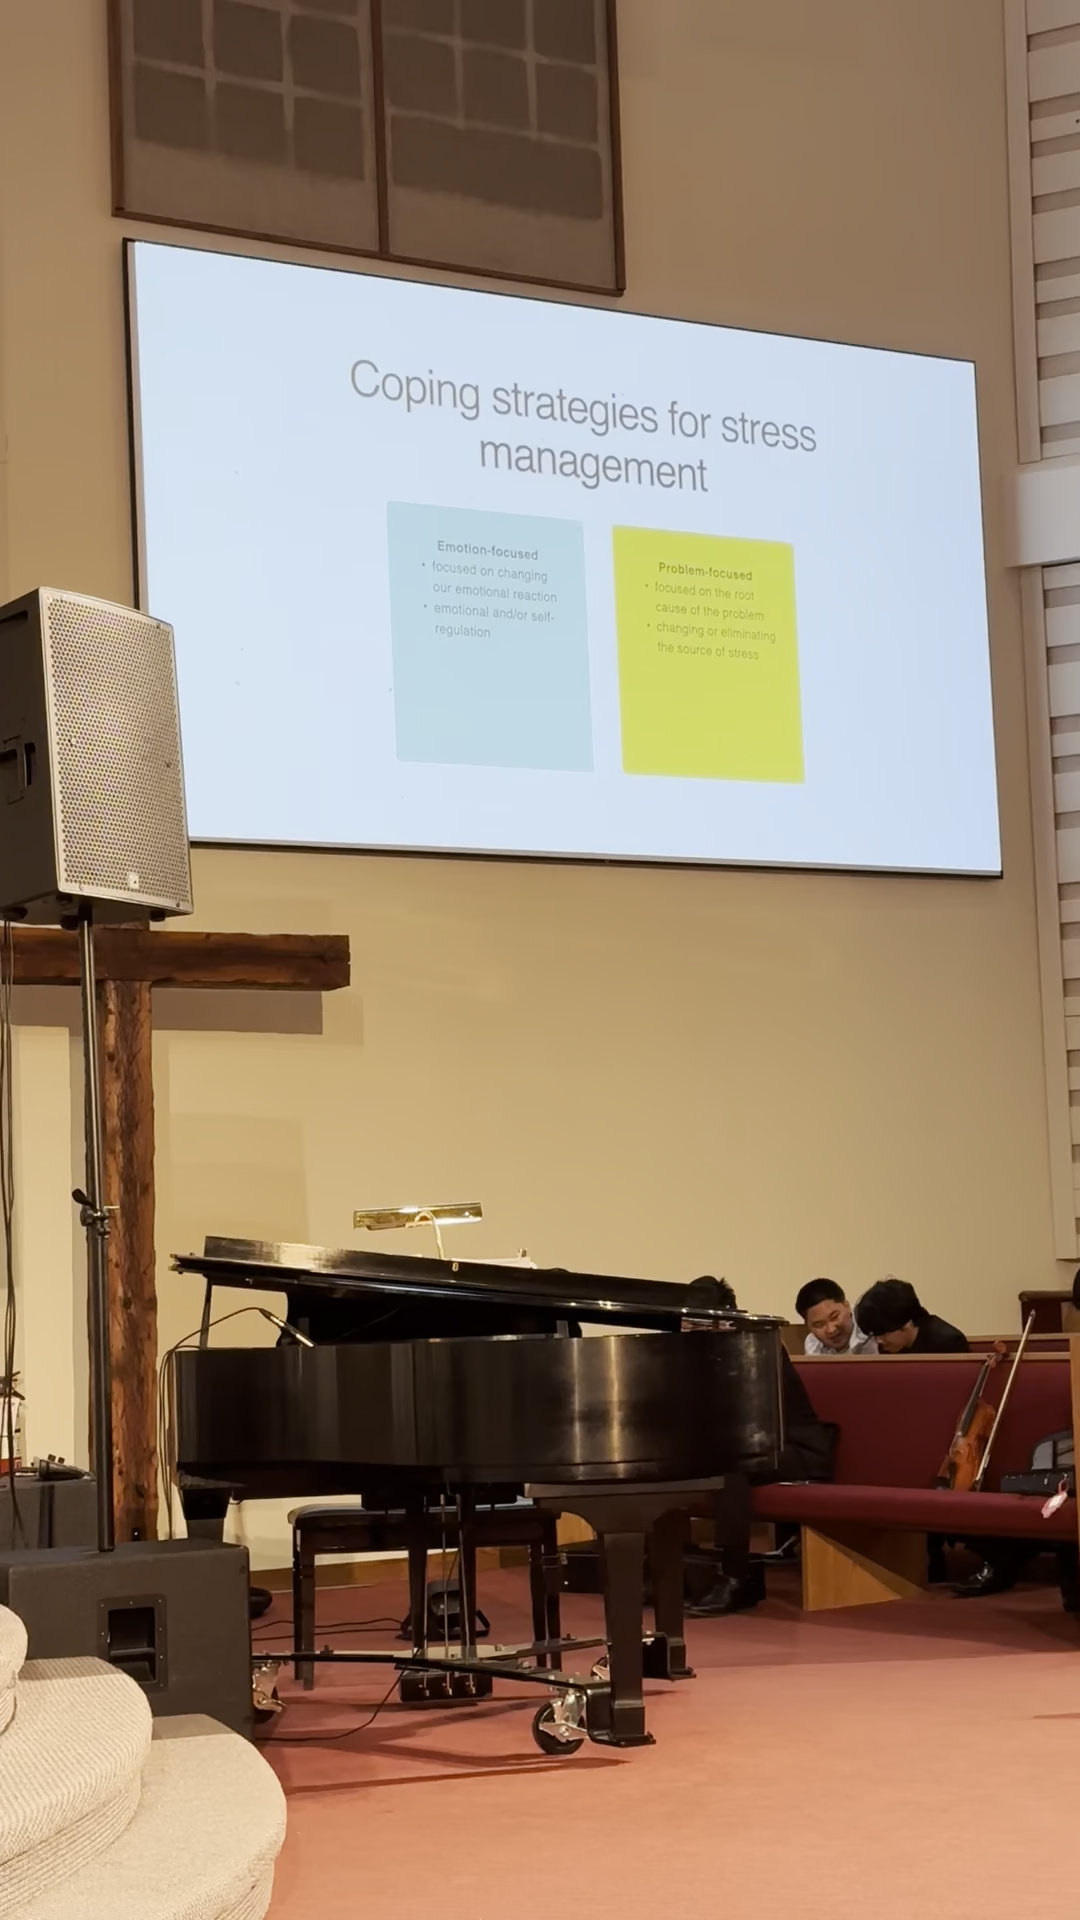 Coping strategies for stress
management
Emotion-focused
• focused on changing
our emotional reaction
• emotional and/or self-
regulation
Problem-focused
• focused on the root
cause of the problem
• changing or eliminating
the source of stress